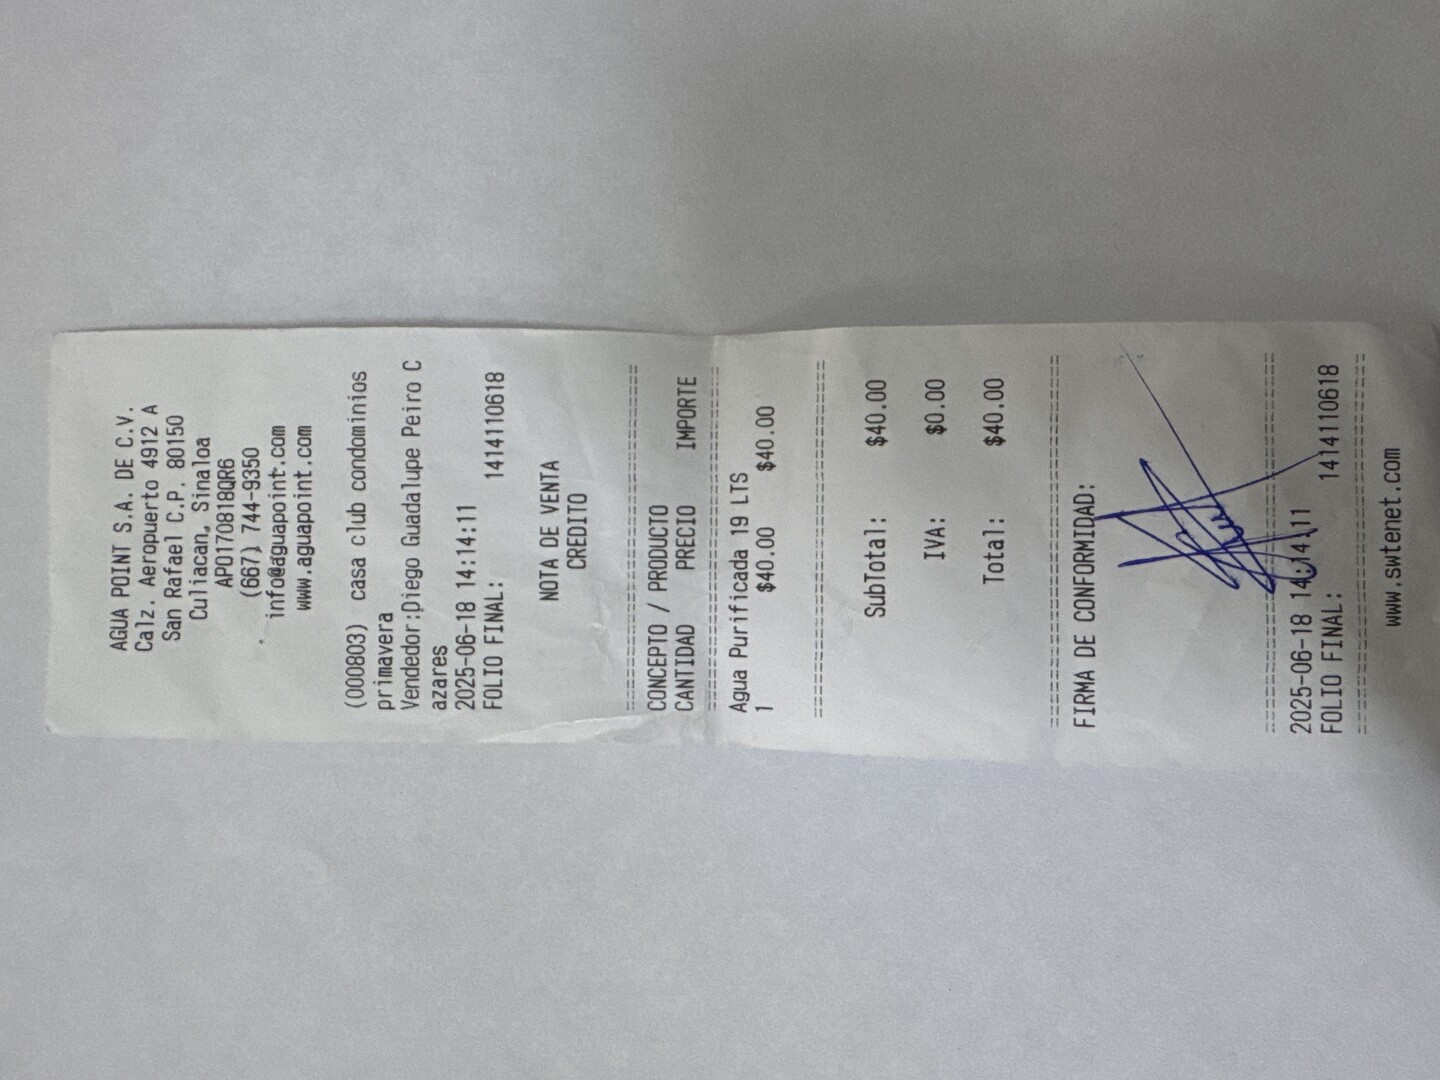 AGUA POINT S.A. DE C.V.
Calz. Aeropuerto 4912 A
San Rafael C.P. 80150
Culiacan, Sinaloa
APO170818QR6
(667) 744-9350
info@aguapoint.com
www.aguapoint.com
(000803) casa club condominios
primavera
Vendedor:Diego Guadalupe Peiro C
azares
2025-06-18 14:14:11
FOLIO FINAL: 1414110618
NOTA DE VENTA
CREDITO
================================
CONCEPTO / PRODUCTO
CANTIDAD PRECIO IMPORTE
================================
Agua Purificada 19 LTS
1 $40.00 $40.00
================================
SubTotal: $40.00
IVA: $0.00
Total: $40.00
================================
FIRMA DE CONFORMIDAD:
================================
2025-06-18 14:14:11
FOLIO FINAL: 1414110618
================================
www.swtenet.com